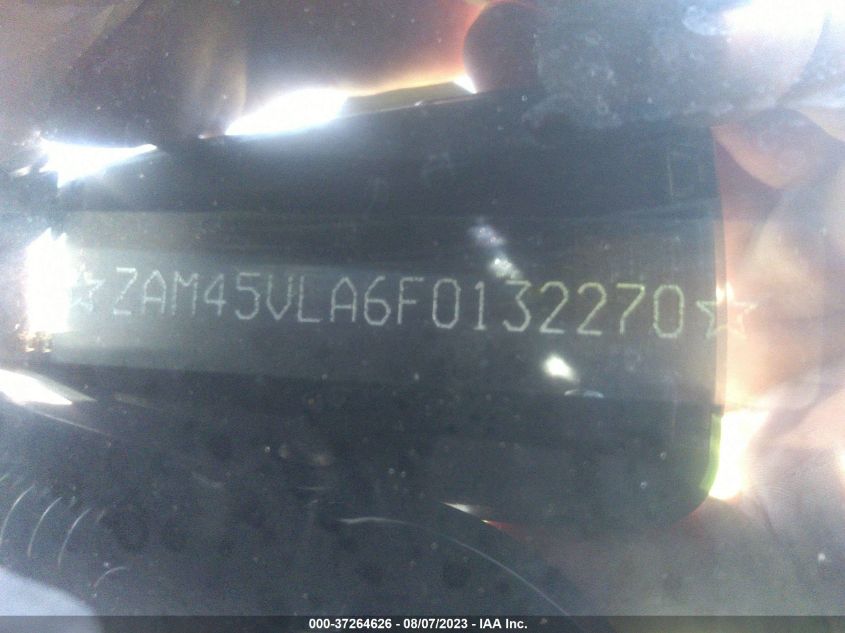 ☆ZAM45VLA6F0132270☆
000-37264626 - 08/07/2023 - IAA Inc.